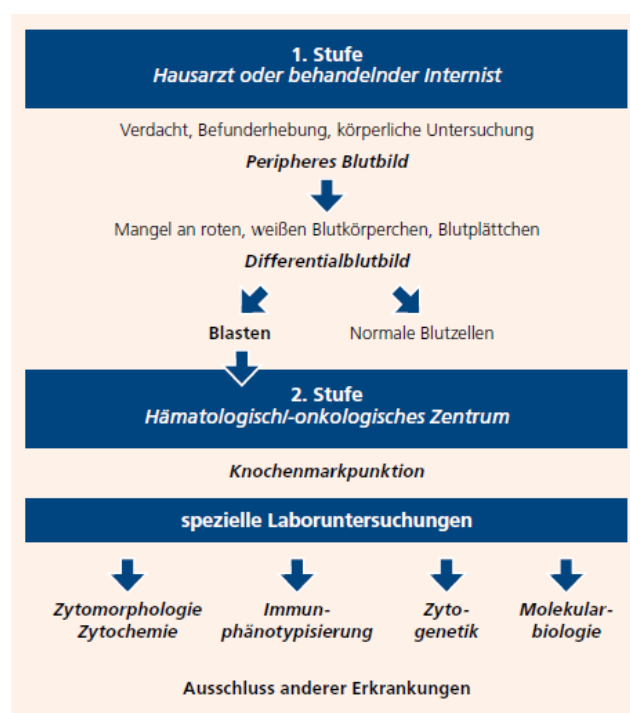 1. Stufe
Hausarzt oder behandelnder Internist
Verdacht, Befunderhebung, körperliche Untersuchung
Peripheres Blutbild
Mangel an roten, weißen Blutkörperchen, Blutplättchen
Differentialblutbild
Blasten
Normale Blutzellen
2. Stufe
Hämatologisch/-onkologisches Zentrum
Knochenmarkpunktion
spezielle Laboruntersuchungen
Zytomorphologie
Zytochemie
Immun-
phänotypisierung
Zyto-
genetik
Molekular-
biologie
Ausschluss anderer Erkrankungen